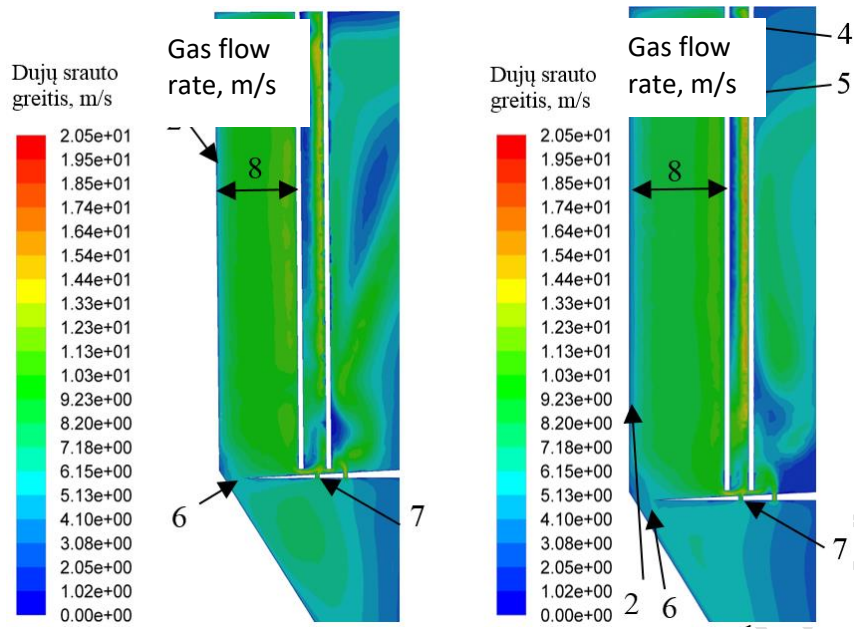 Dujų srauto
greitis, m/s
Gas flow
rate, m/s
2.05e+01
1.95e+01
1.85e+01
1.74e+01
1.64e+01
1.54e+01
1.44e+01
1.33e+01
1.23e+01
1.13e+01
1.03e+01
9.23e+00
8.20e+00
7.18e+00
6.15e+00
5.13e+00
4.10e+00
3.08e+00
2.05e+00
1.02e+00
0.00e+00
8
6
7
Dujų srauto
greitis, m/s
Gas flow
rate, m/s
4
5
2.05e+01
1.95e+01
1.85e+01
1.74e+01
1.64e+01
1.54e+01
1.44e+01
1.33e+01
1.23e+01
1.13e+01
1.03e+01
9.23e+00
8.20e+00
7.18e+00
6.15e+00
5.13e+00
4.10e+00
3.08e+00
2.05e+00
1.02e+00
0.00e+00
8
7
2
6